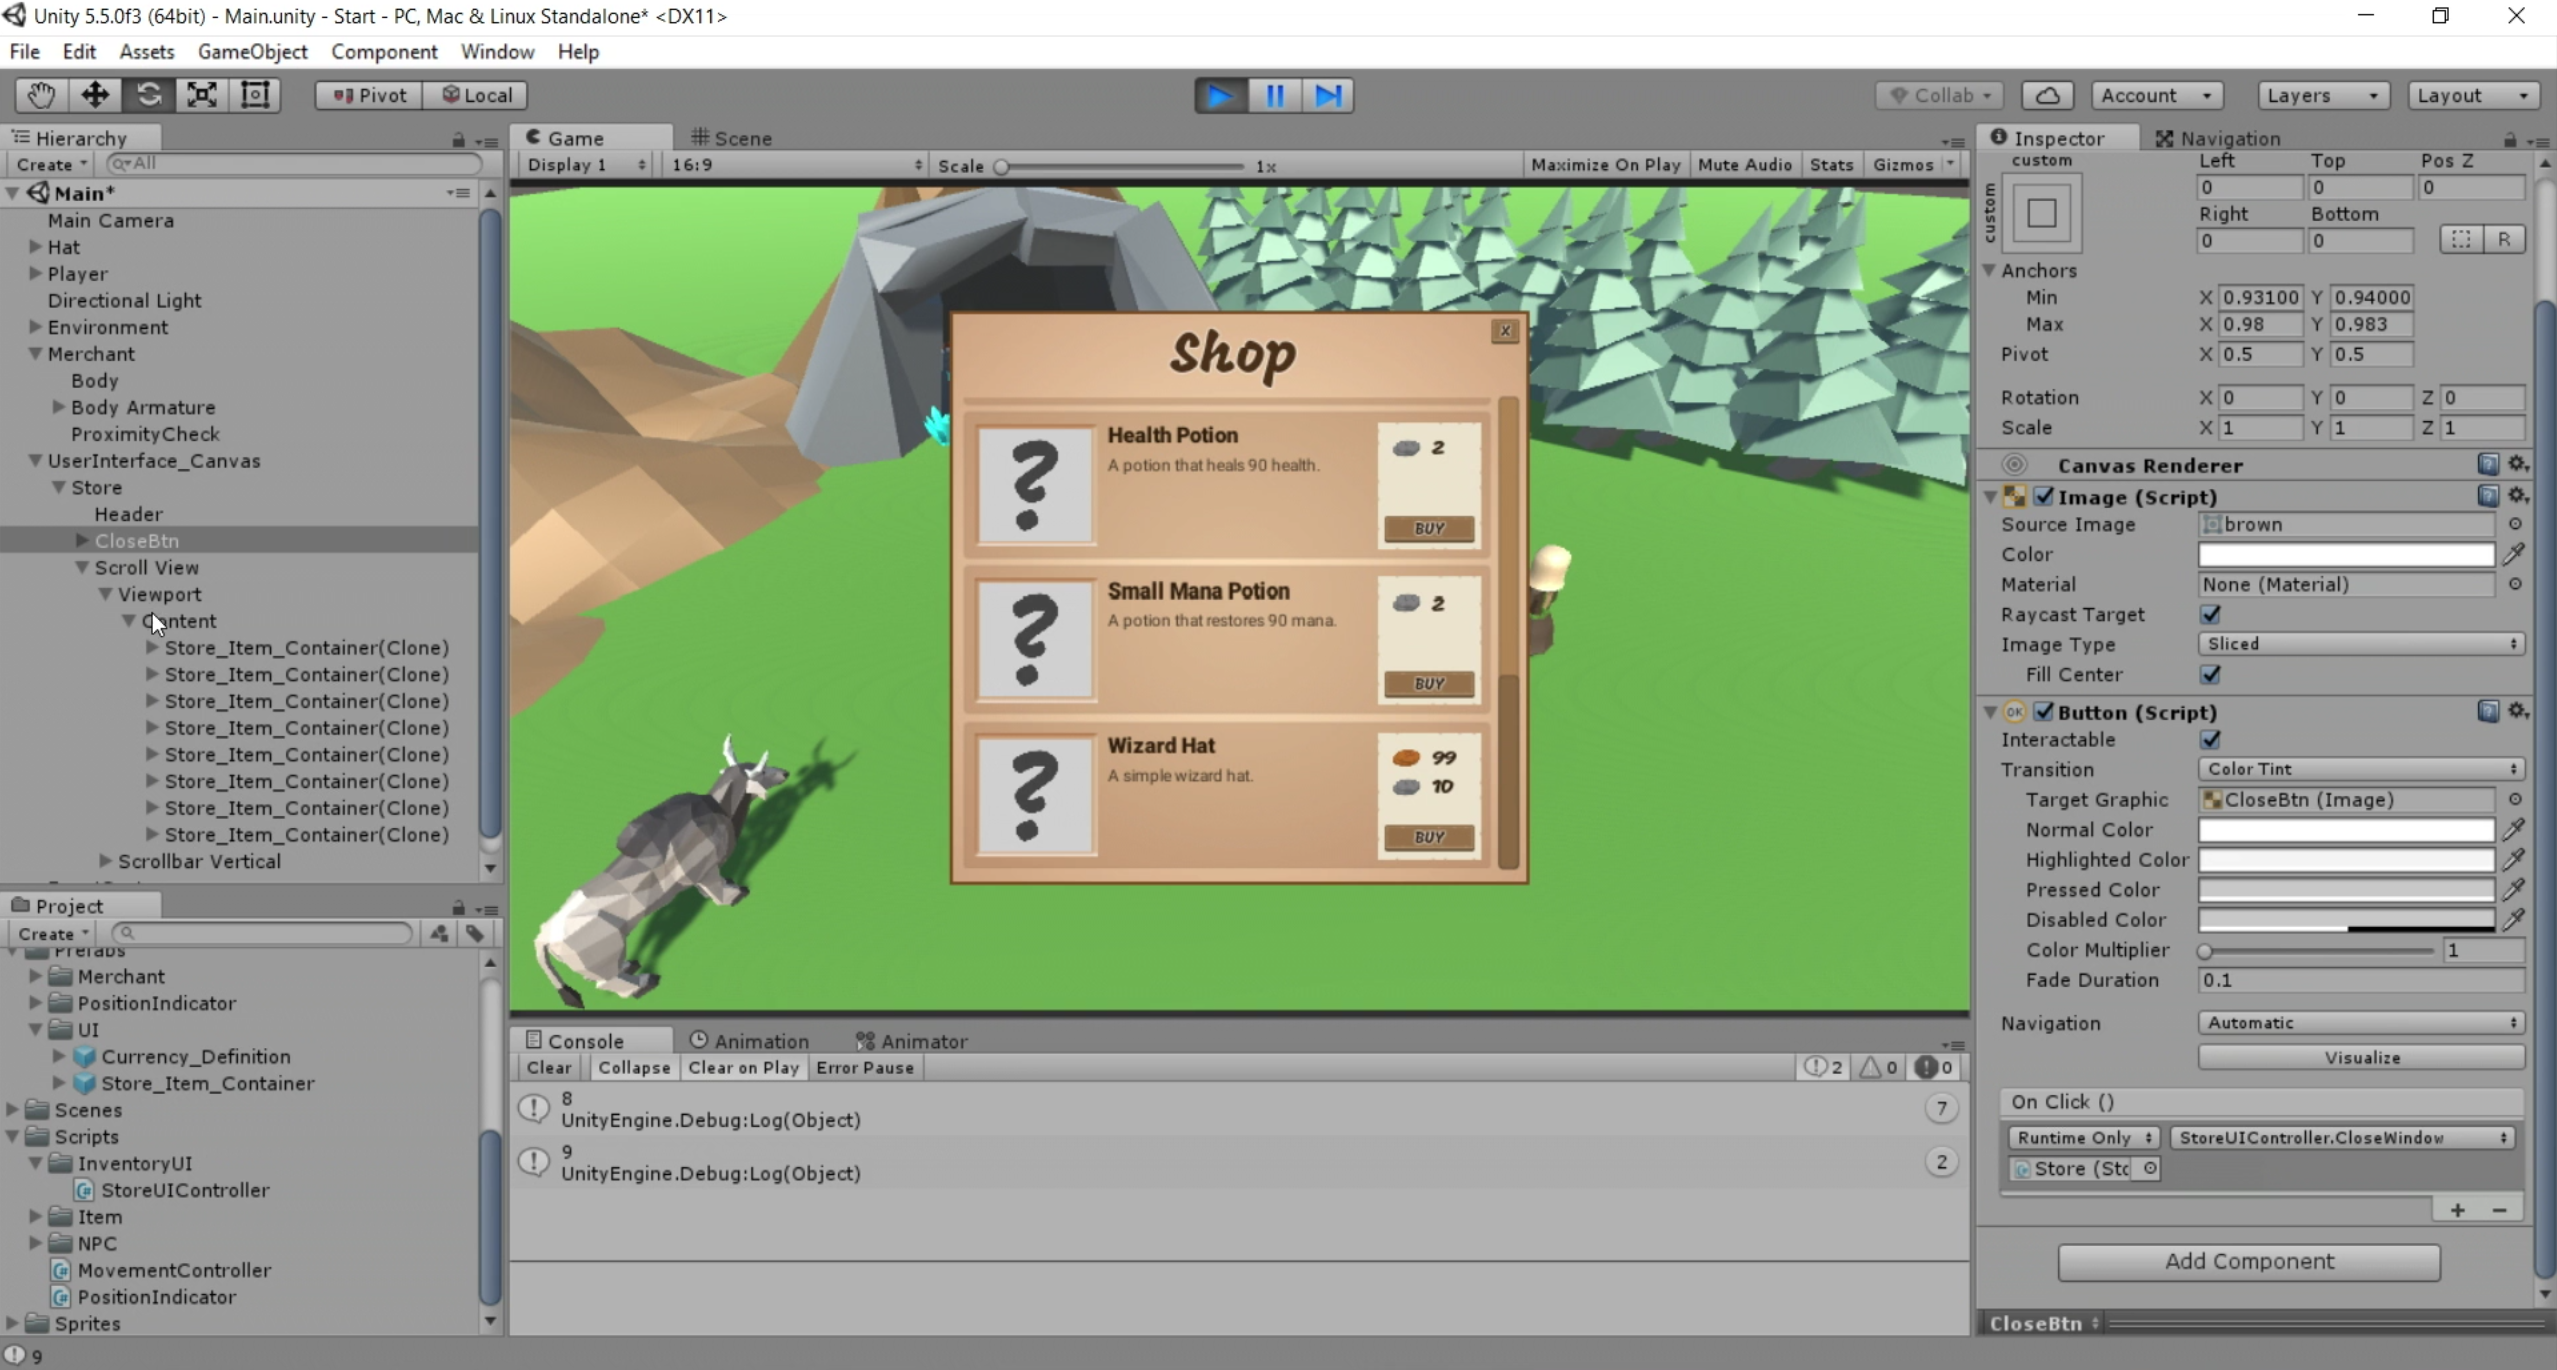 Unity 5.5.0f3 (64bit) - Main.unity - Start - PC, Mac & Linux Standalone* <DX11>
File Edit Assets GameObject Component Window Help
Pivot Local Collab Account Layers Layout
Hierarchy
Create All
Main*
Main Camera
Hat
Player
Directional Light
Environment
Merchant
Body
Body Armature
ProximityCheck
UserInterface_Canvas
Store
Header
CloseBtn
Scroll View
Viewport
Content
Store_Item_Container(Clone)
Store_Item_Container(Clone)
Store_Item_Container(Clone)
Store_Item_Container(Clone)
Store_Item_Container(Clone)
Store_Item_Container(Clone)
Store_Item_Container(Clone)
Store_Item_Container(Clone)
Scrollbar Vertical
Project
Create
Prefabs
Merchant
PositionIndicator
UI
Currency_Definition
Store_Item_Container
Scenes
Scripts
InventoryUI
StoreUIController
Item
NPC
MovementController
PositionIndicator
Sprites
9
Game Scene
Display 1 16:9 Scale 1x Maximize On Play Mute Audio Stats Gizmos
Shop
X
Health Potion
A potion that heals 90 health.
2
BUY
Small Mana Potion
A potion that restores 90 mana.
2
BUY
Wizard Hat
A simple wizard hat.
99
10
BUY
Console Animation Animator
Clear Collapse Clear on Play Error Pause 2 0 0
8
UnityEngine.Debug:Log(Object)
7
9
UnityEngine.Debug:Log(Object)
2
Inspector Navigation
custom Left Top Pos Z
custom
0 0 0
Right Bottom
0 0 R
Anchors
Min X 0.93100 Y 0.94000
Max X 0.98 Y 0.983
Pivot X 0.5 Y 0.5
Rotation X 0 Y 0 Z 0
Scale X 1 Y 1 Z 1
Canvas Renderer
Image (Script)
Source Image brown
Color
Material None (Material)
Raycast Target
Image Type Sliced
Fill Center
OK Button (Script)
Interactable
Transition Color Tint
Target Graphic CloseBtn (Image)
Normal Color
Highlighted Color
Pressed Color
Disabled Color
Color Multiplier 1
Fade Duration 0.1
Navigation Automatic
Visualize
On Click ()
Runtime Only StoreUIController.CloseWindow
Store (Stc
+ −
Add Component
CloseBtn